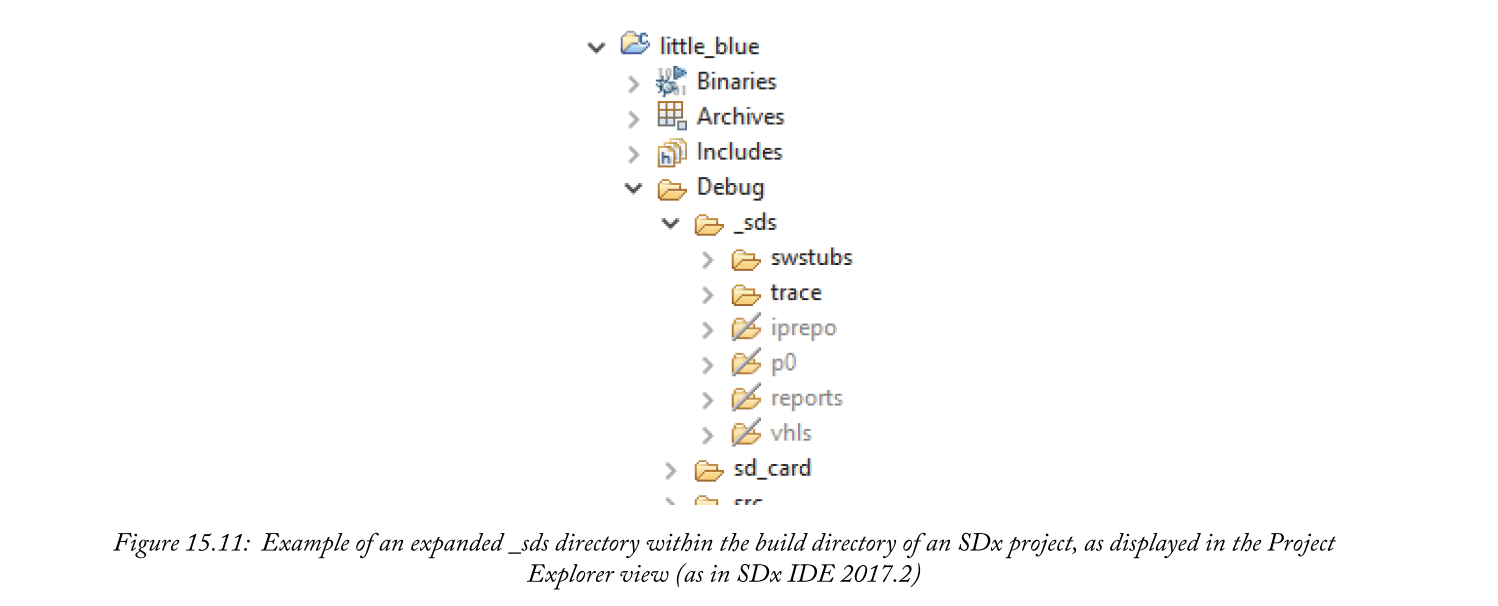 little_blue
Binaries
Archives
Includes
Debug
_sds
swstubs
trace
iprepo
p0
reports
vhls
sd_card
src
Figure 15.11: Example of an expanded _sds directory within the build directory of an SDx project, as displayed in the Project
Explorer view (as in SDx IDE 2017.2)